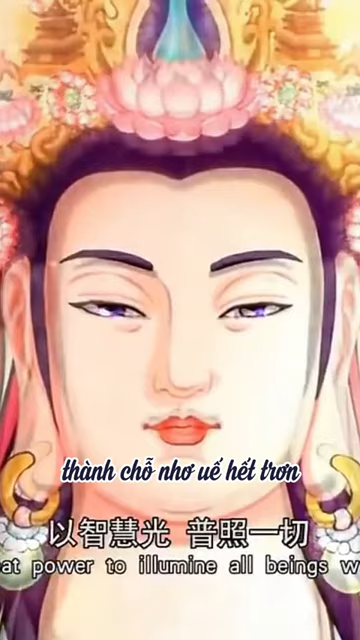 thành chỗ nhơ uế hết trơn
以智慧光 普照一切
at power to illumine all beings w